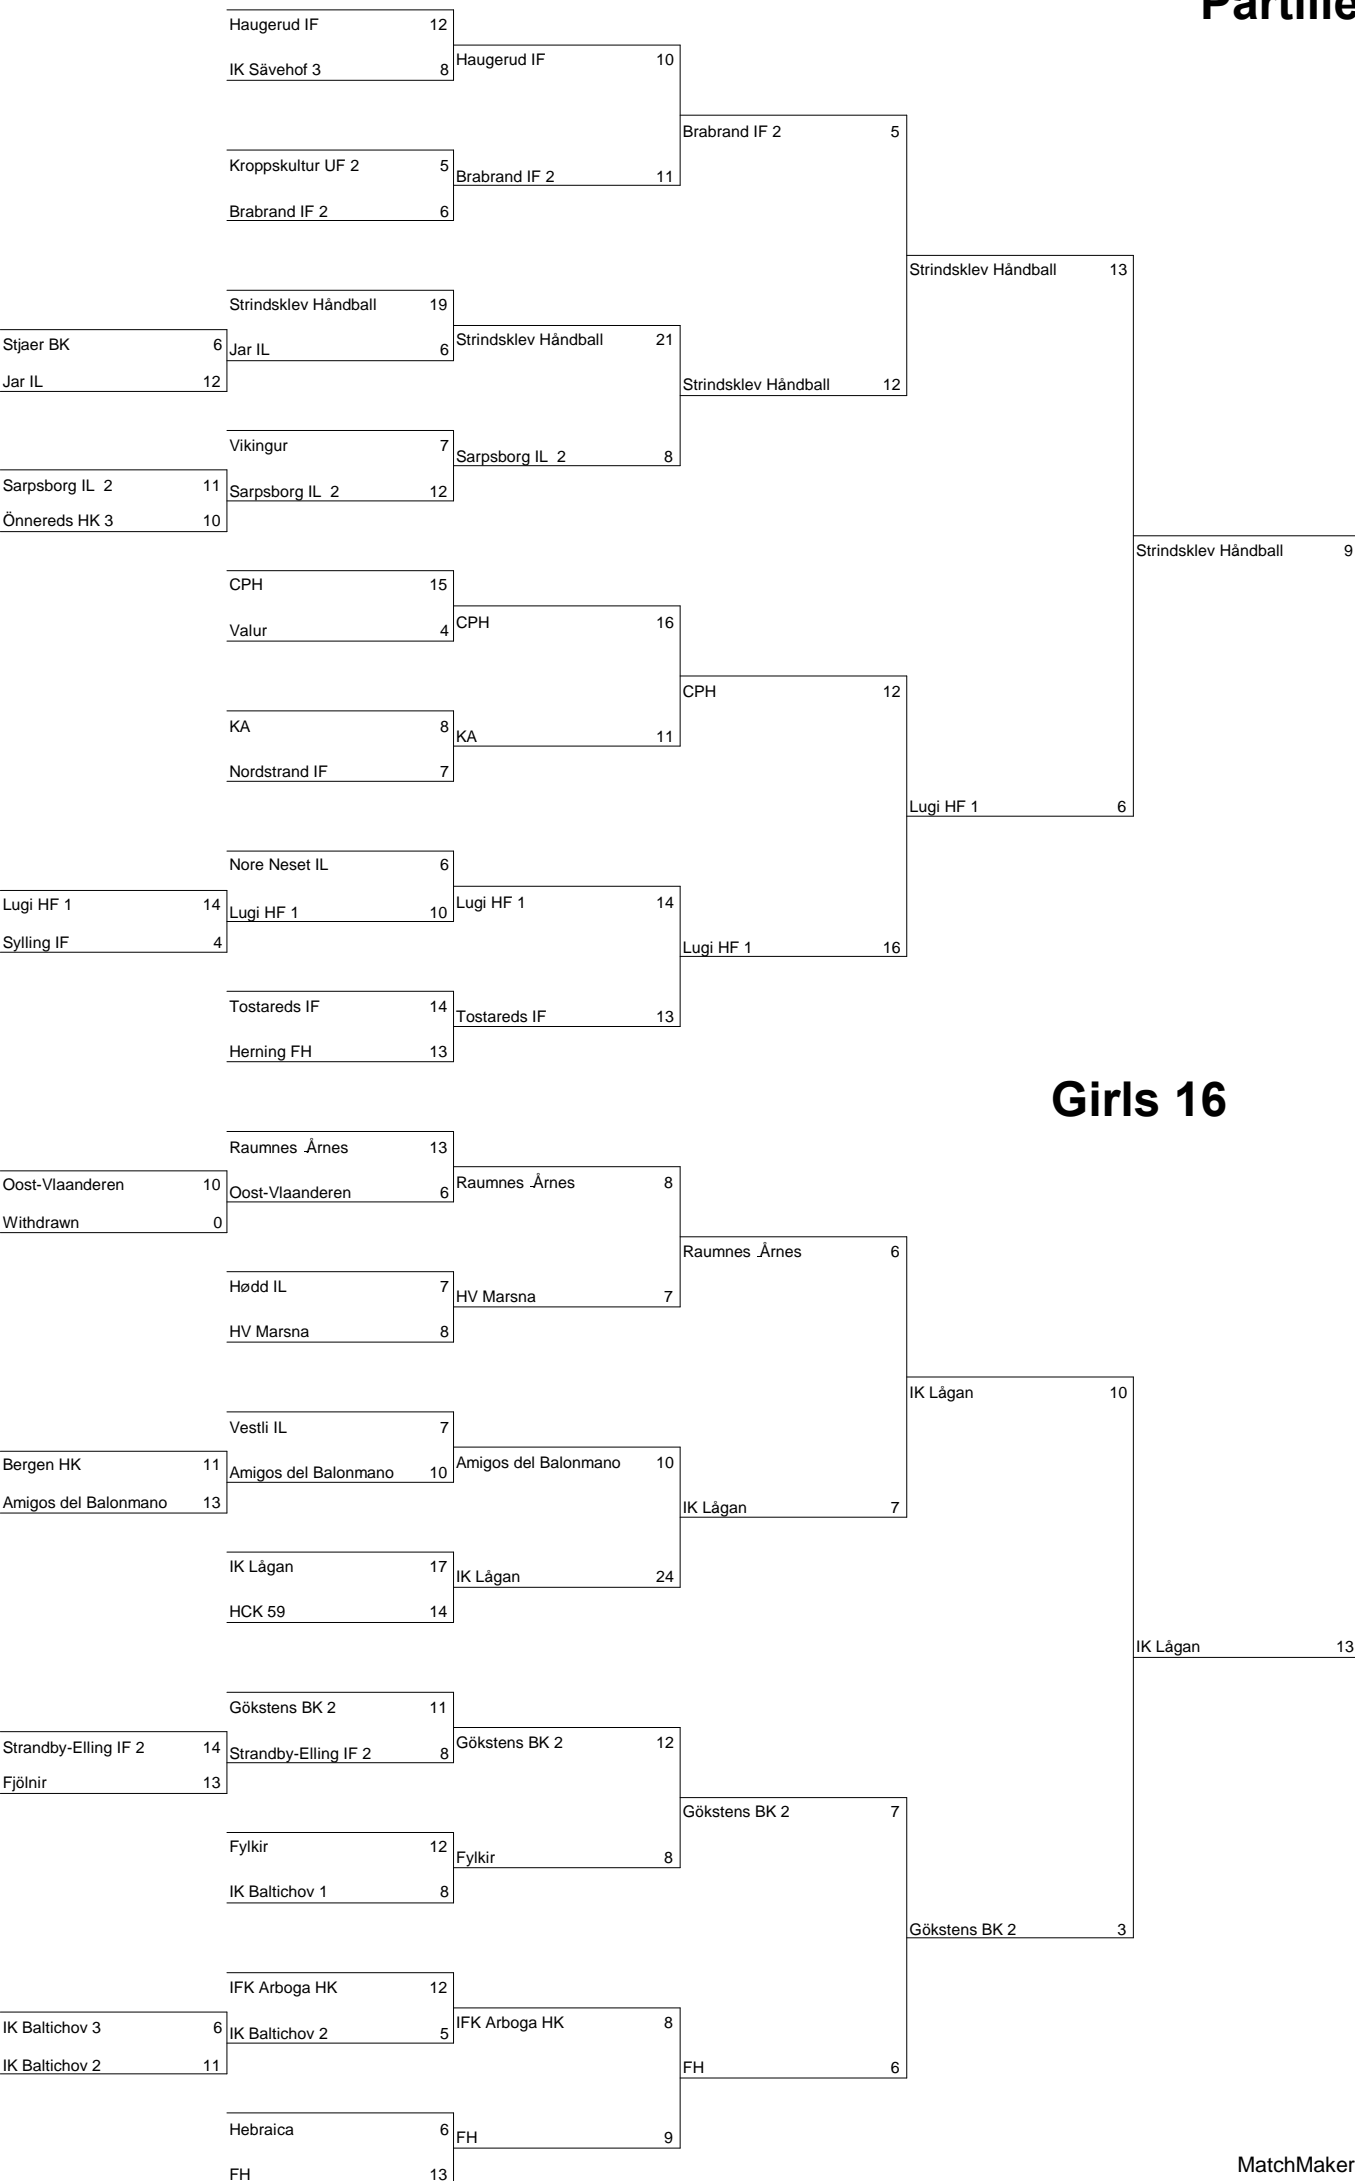 Partille
Haugerud IF 12
IK Sävehof 3 8
Haugerud IF 10
Brabrand IF 2 5
Kroppskultur UF 2 5
Brabrand IF 2 11
Brabrand IF 2 6
Strindsklev Håndball 13
Strindsklev Håndball 19
Stjaer BK 6
Jar IL 6
Strindsklev Håndball 21
Jar IL 12
Strindsklev Håndball 12
Vikingur 7
Sarpsborg IL 2 8
Sarpsborg IL 2 11
Sarpsborg IL 2 12
Önnereds HK 3 10
Strindsklev Håndball 9
CPH 15
Valur 4
CPH 16
CPH 12
KA 8
KA 11
Nordstrand IF 7
Lugi HF 1 6
Nore Neset IL 6
Lugi HF 1 14
Lugi HF 1 10
Lugi HF 1 14
Sylling IF 4
Lugi HF 1 16
Tostareds IF 14
Tostareds IF 13
Herning FH 13
Girls 16
Raumnes Årnes 13
Oost-Vlaanderen 10
Oost-Vlaanderen 6
Raumnes Årnes 8
Withdrawn 0
Raumnes Årnes 6
Hødd IL 7
HV Marsna 7
HV Marsna 8
IK Lågan 10
Vestli IL 7
Bergen HK 11
Amigos del Balonmano 10
Amigos del Balonmano 10
Amigos del Balonmano 13
IK Lågan 7
IK Lågan 17
IK Lågan 24
HCK 59 14
IK Lågan 13
Gökstens BK 2 11
Strandby-Elling IF 2 14
Strandby-Elling IF 2 8
Gökstens BK 2 12
Fjölnir 13
Gökstens BK 2 7
Fylkir 12
Fylkir 8
IK Baltichov 1 8
Gökstens BK 2 3
IFK Arboga HK 12
IK Baltichov 3 6
IK Baltichov 2 5
IFK Arboga HK 8
IK Baltichov 2 11
FH 6
Hebraica 6
FH 9
FH 13
MatchMaker